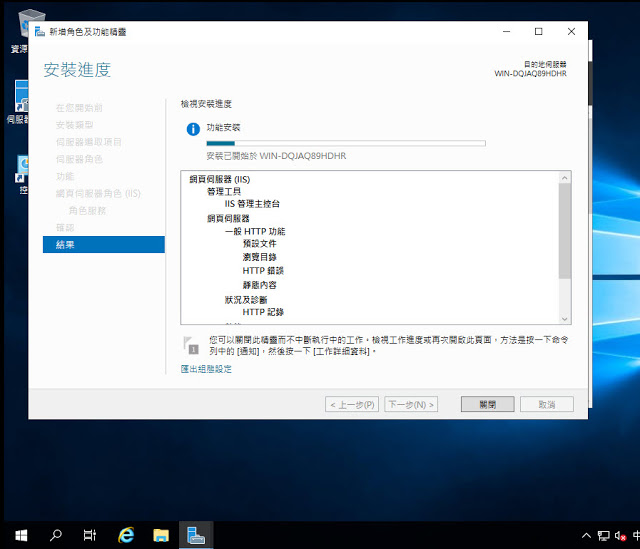 資源
新增角色及功能精靈
安裝進度
目的地伺服器
WIN-DQJAQ89HDHR
伺服器
控
在您開始前
安裝類型
伺服器選取項目
伺服器角色
功能
網頁伺服器角色 (IIS)
角色服務
確認
結果
檢視安裝進度
功能安裝
安裝已開始於 WIN-DQJAQ89HDHR
網頁伺服器 (IIS)
管理工具
IIS 管理主控台
網頁伺服器
一般 HTTP 功能
預設文件
瀏覽目錄
HTTP 錯誤
靜態內容
狀況及診斷
HTTP 記錄
您可以關閉此精靈而不中斷執行中的工作。檢視工作進度或再次開啟此頁面，方法是按一下命令
列中的 [通知]，然後按一下 [工作詳細資料]。
匯出組態設定
< 上一步(P)
下一步(N) >
關閉
取消